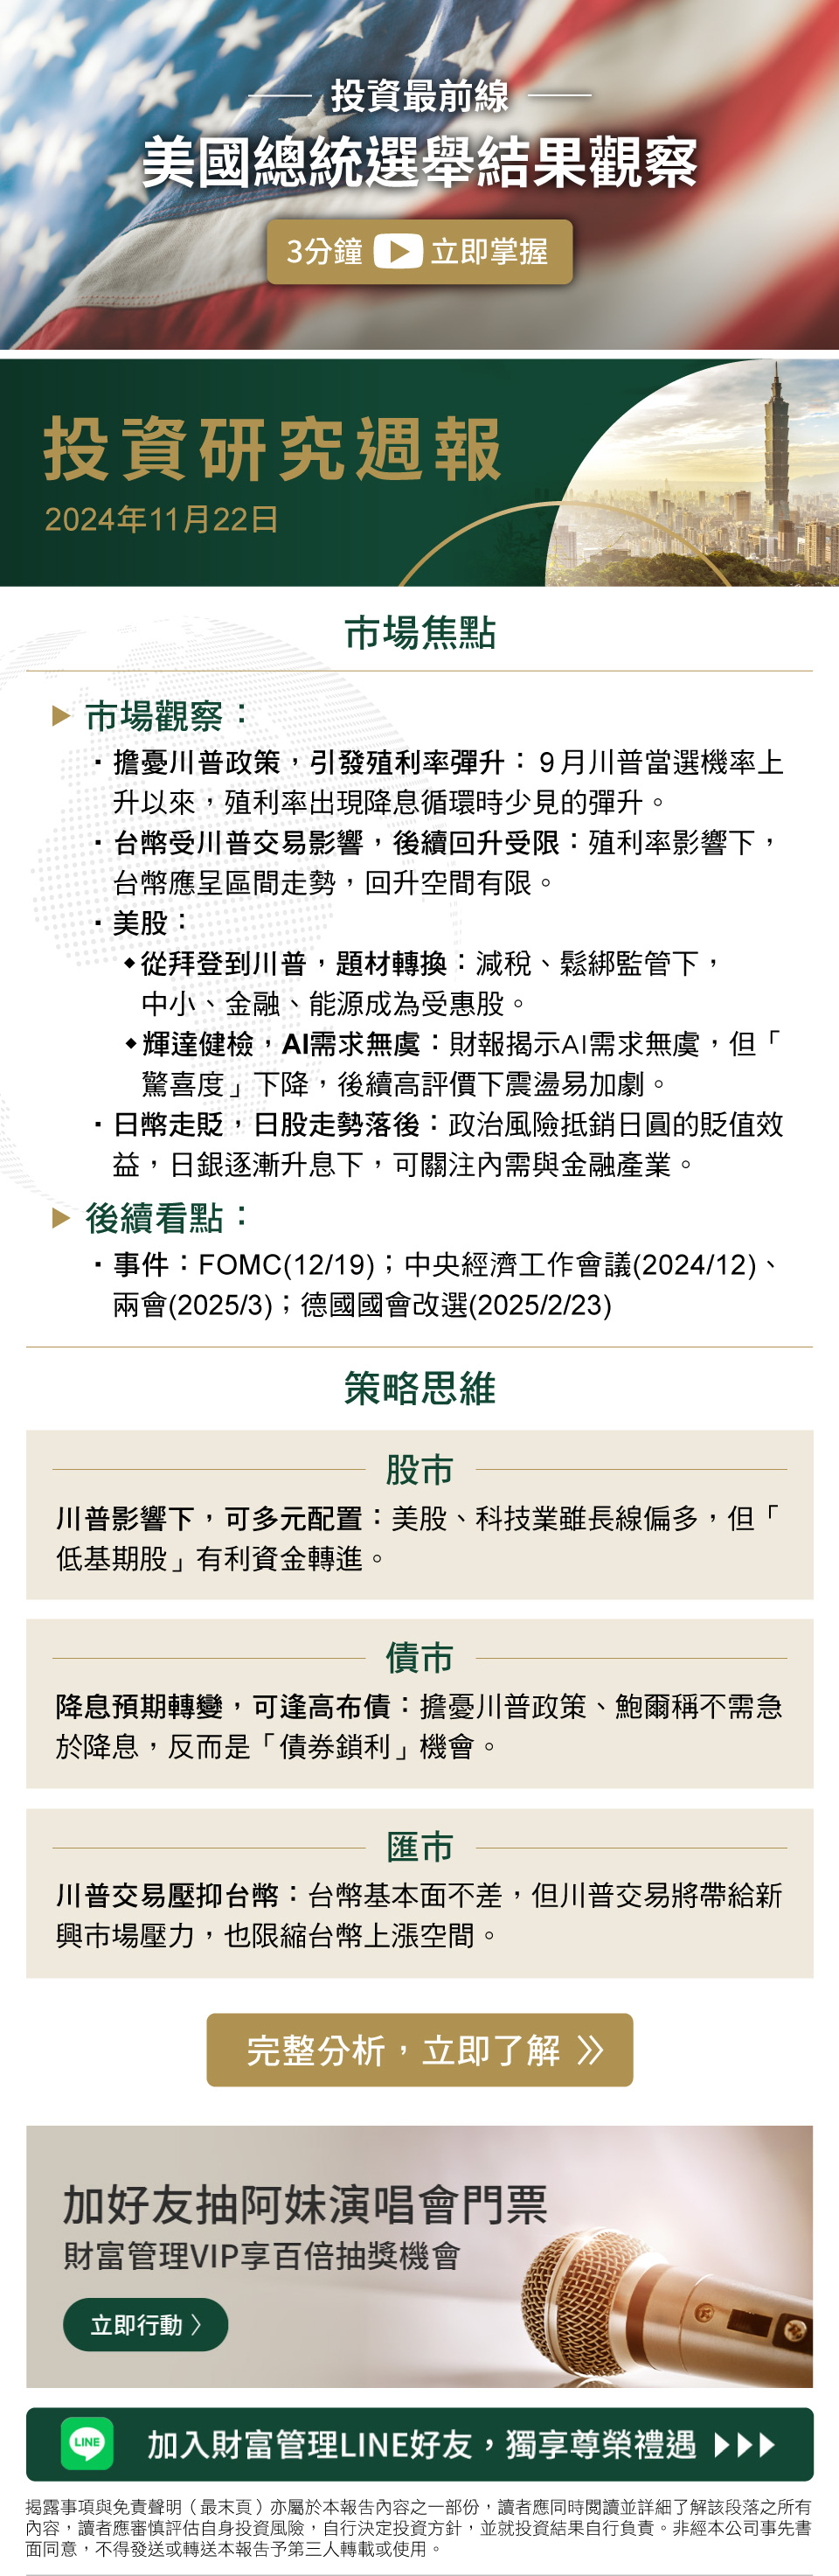 投資最前線
美國總統選舉結果觀察
3分鐘 立即掌握
投資研究週報
2024年11月22日
市場焦點
市場觀察：
▪ 擔憂川普政策，引發殖利率彈升：9月川普當選機率上
升以來，殖利率出現降息循環時少見的彈升。
▪ 台幣受川普交易影響，後續回升受限：殖利率影響下，
台幣應呈區間走勢，回升空間有限。
▪ 美股：
◆從拜登到川普，題材轉換：減稅、鬆綁監管下，
中小、金融、能源成為受惠股。
◆輝達健檢，AI需求無虞：財報揭示AI需求無虞，但「
驚喜度」下降，後續高評價下震盪易加劇。
▪ 日幣走貶，日股走勢落後：政治風險抵銷日圓的貶值效
益，日銀逐漸升息下，可關注內需與金融產業。
後續看點：
▪ 事件：FOMC(12/19)；中央經濟工作會議(2024/12)、
兩會(2025/3)；德國國會改選(2025/2/23)
策略思維
股市
川普影響下，可多元配置：美股、科技業雖長線偏多，但「
低基期股」有利資金轉進。
債市
降息預期轉變，可逢高布債：擔憂川普政策、鮑爾稱不需急
於降息，反而是「債券鎖利」機會。
匯市
川普交易壓抑台幣：台幣基本面不差，但川普交易將帶給新
興市場壓力，也限縮台幣上漲空間。
完整分析，立即了解 》
加好友抽阿妹演唱會門票
財富管理VIP享百倍抽獎機會
立即行動 〉
LINE 加入財富管理LINE好友，獨享尊榮禮遇 ▶▶▶
揭露事項與免責聲明（最末頁）亦屬於本報告內容之一部份，讀者應同時閱讀並詳細了解該段落之所有
內容，讀者應審慎評估自身投資風險，自行決定投資方針，並就投資結果自行負責。非經本公司事先書
面同意，不得發送或轉送本報告予第三人轉載或使用。